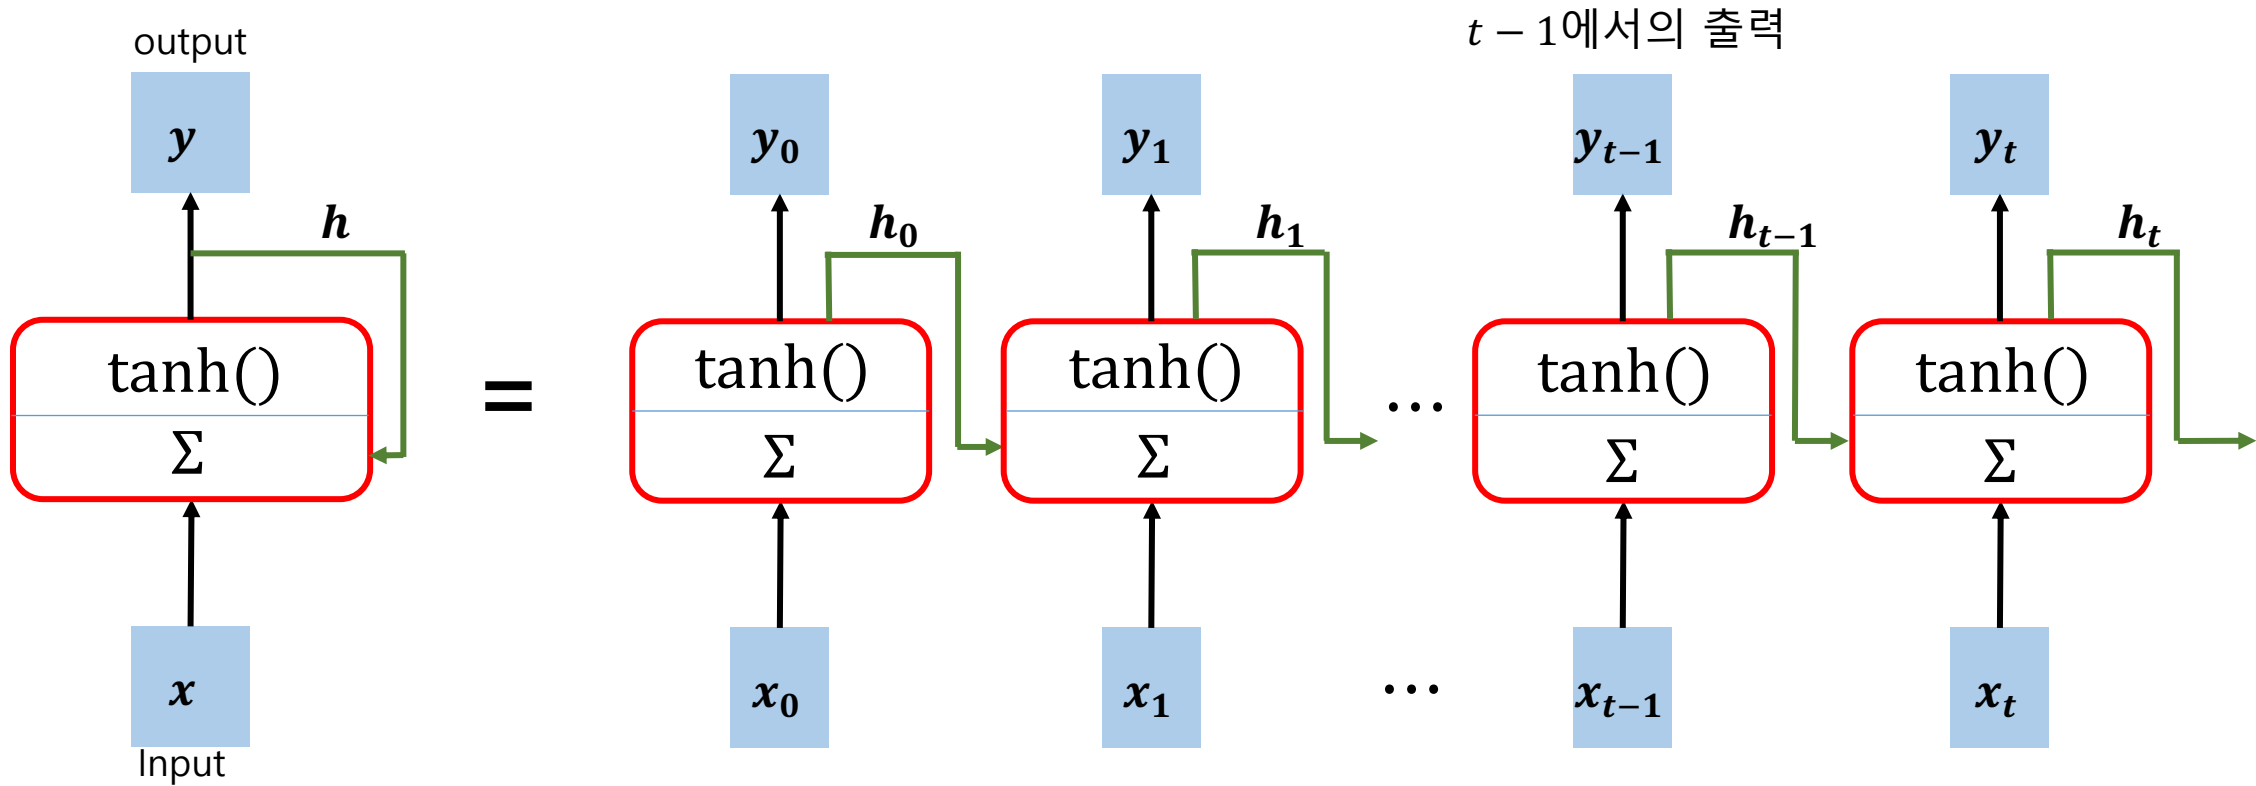 t − 1에서의 출력
output
y
y₀
y₁
yₜ₋₁
yₜ
h
h₀
h₁
hₜ₋₁
hₜ
tanh()
Σ
=
tanh()
Σ
tanh()
Σ
…
tanh()
Σ
tanh()
Σ
x
x₀
x₁
…
xₜ₋₁
xₜ
Input